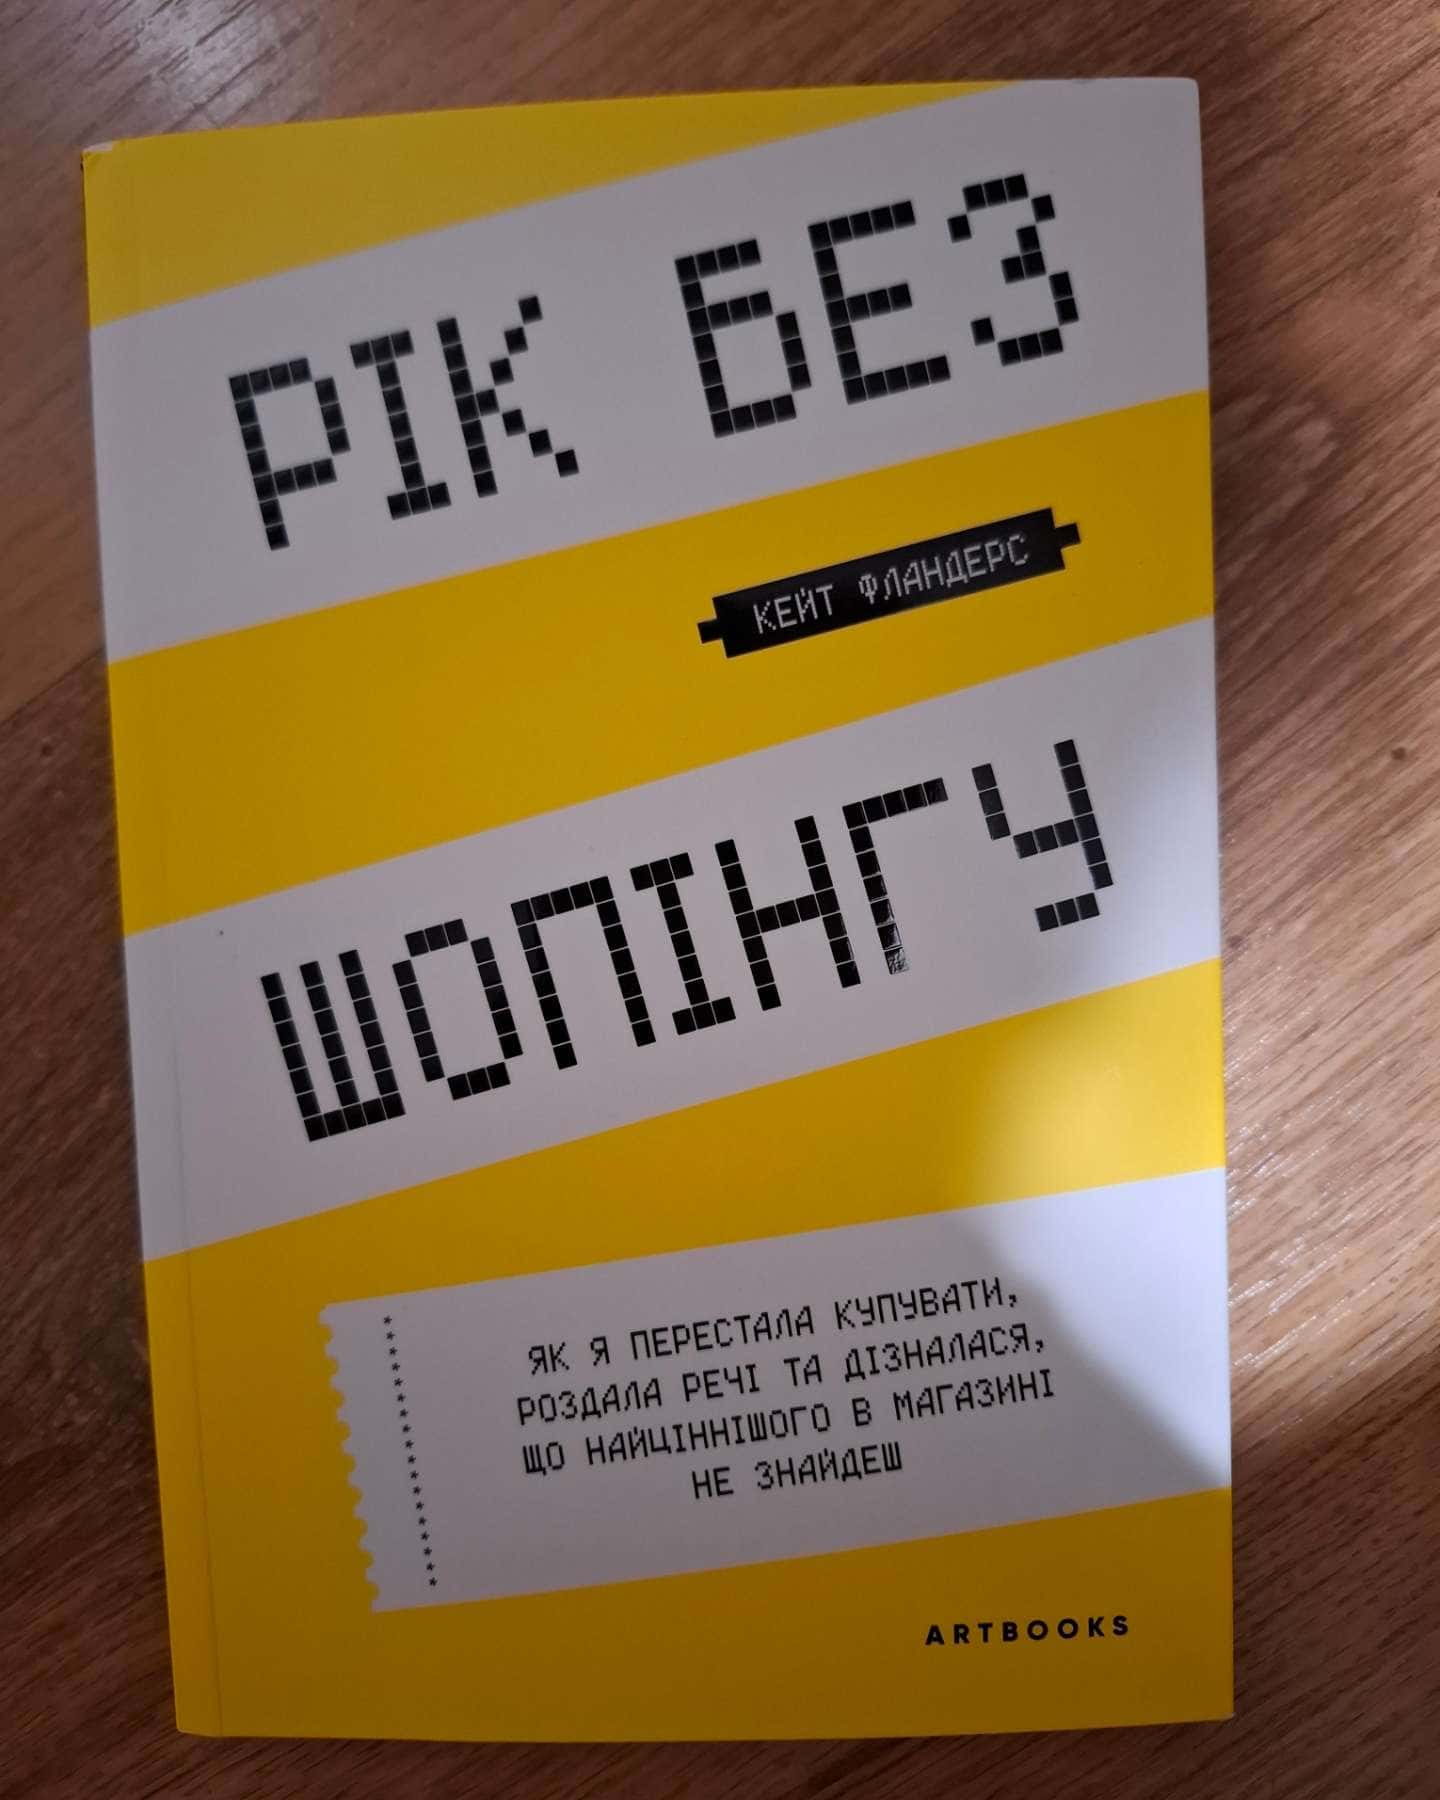 РІК БЕЗ
КЕЙТ ФЛАНДЕРС
ШОПІНГУ
ЯК Я ПЕРЕСТАЛА КУПУВАТИ,
РОЗДАЛА РЕЧІ ТА ДІЗНАЛАСЯ,
ЩО НАЙЦІННІШОГО В МАГАЗИНІ
НЕ ЗНАЙДЕШ
ARTBOOKS